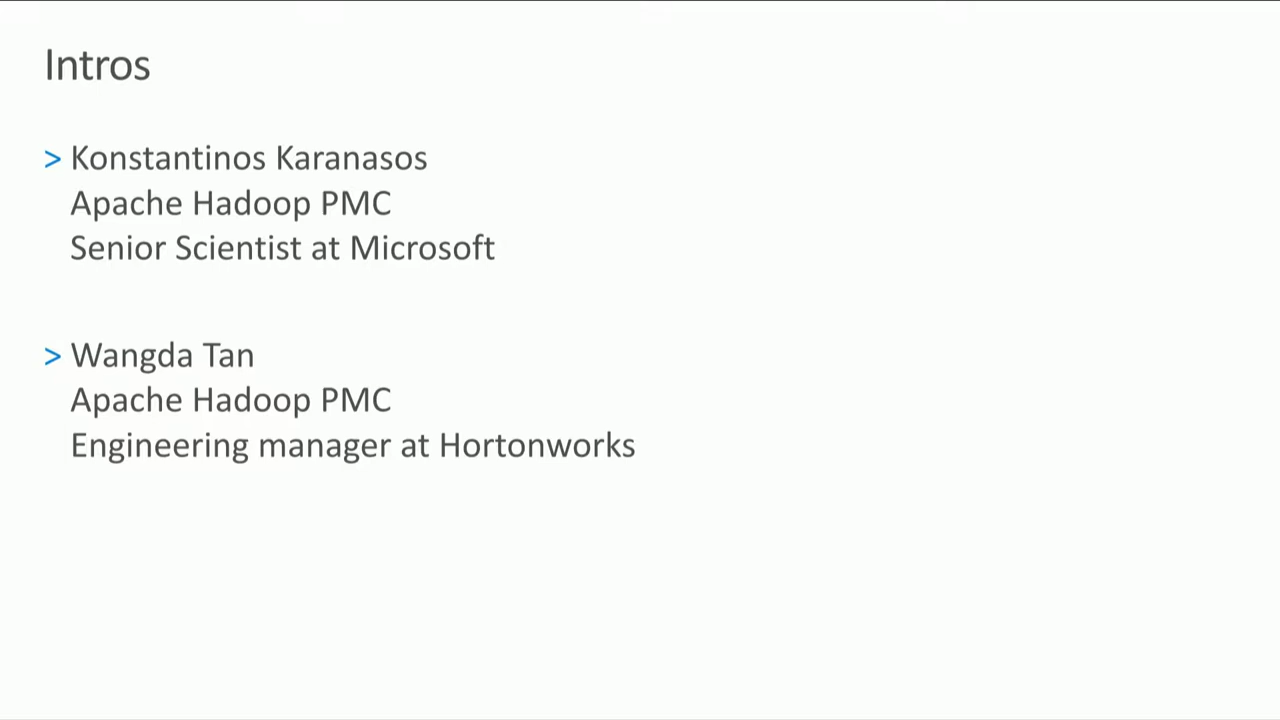 Intros
> Konstantinos Karanasos
Apache Hadoop PMC
Senior Scientist at Microsoft
> Wangda Tan
Apache Hadoop PMC
Engineering manager at Hortonworks